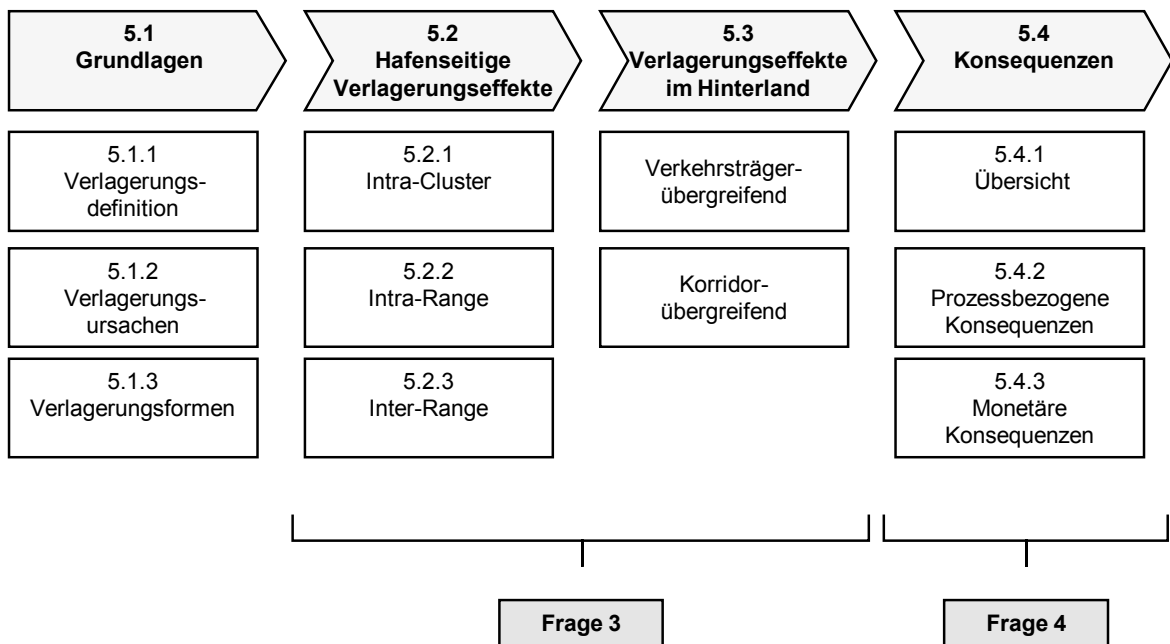 5.1
Grundlagen
5.2
Hafenseitige
Verlagerungseffekte
5.3
Verlagerungseffekte
im Hinterland
5.4
Konsequenzen
5.1.1
Verlagerungs-
definition
5.1.2
Verlagerungs-
ursachen
5.1.3
Verlagerungsformen
5.2.1
Intra-Cluster
5.2.2
Intra-Range
5.2.3
Inter-Range
Verkehrsträger-
übergreifend
Korridor-
übergreifend
5.4.1
Übersicht
5.4.2
Prozessbezogene
Konsequenzen
5.4.3
Monetäre
Konsequenzen
Frage 3
Frage 4